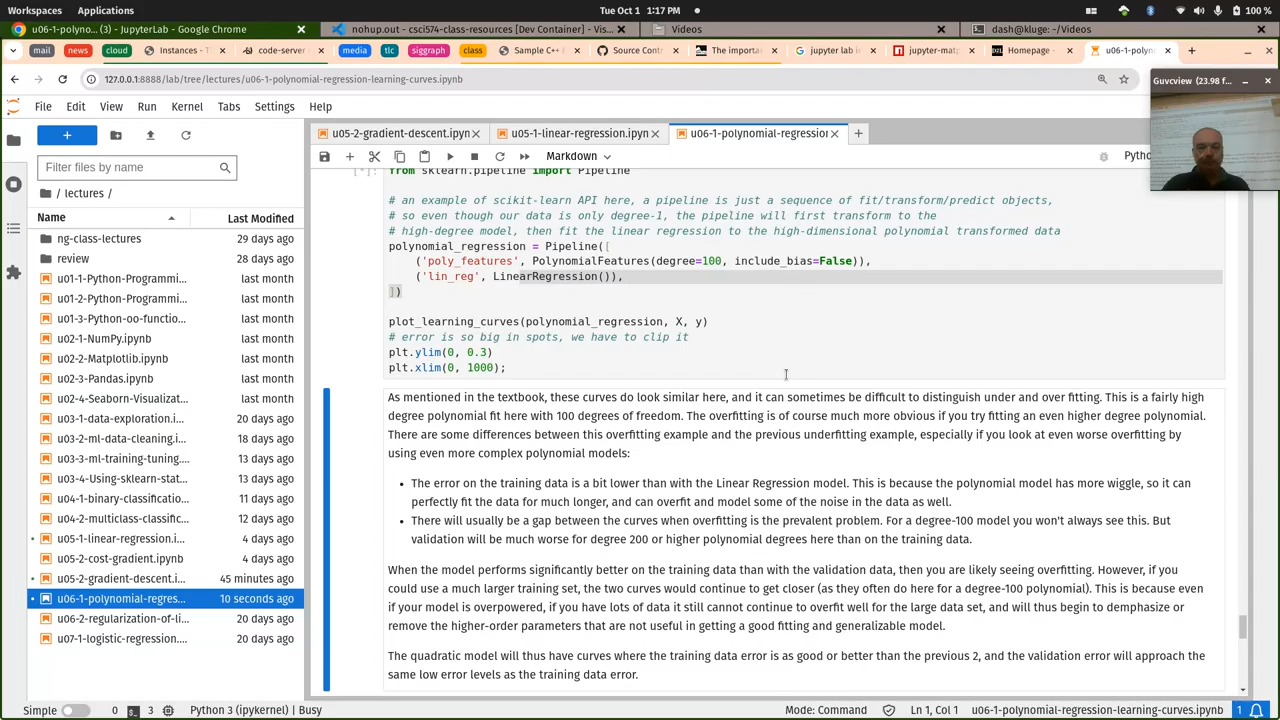 Workspaces Applications Tue Oct 1 1:17 PM 100 %
u06-1-polyno... (3) - JupyterLab - Google Chrome nohup.out - csci574-class-resources [Dev Container] - Vis... Videos dash@kluge: ~/Videos
mail news cloud Instances - code-server - media tlc siggraph class Sample C++ Source Contr The importa jupyter lab is jupyter-mat Homepage - u06-1-poly
127.0.0.1:8888/lab/tree/lectures/u06-1-polynomial-regression-learning-curves.ipynb
Guvcview (23.98 f...
File Edit View Run Kernel Tabs Settings Help
u05-2-gradient-descent.ipyn u05-1-linear-regression.ipyn u06-1-polynomial-regression
Markdown Pytho
Filter files by name
/ lectures /
Name Last Modified
ng-class-lectures 29 days ago
review 28 days ago
u01-1-Python-Programmi... last month
u01-2-Python-Programmi... last month
u01-3-Python-oo-functio... last month
u02-1-NumPy.ipynb last month
u02-2-Matplotlib.ipynb last month
u02-3-Pandas.ipynb last month
u02-4-Seaborn-Visualizat... last month
u03-1-data-exploration.i... 20 days ago
u03-2-ml-data-cleaning.i... 18 days ago
u03-3-ml-training-tuning.... 13 days ago
u03-4-Using-sklearn-stat... 13 days ago
u04-1-binary-classificatio... 11 days ago
u04-2-multiclass-classific... 12 days ago
u05-1-linear-regression.i... 4 days ago
u05-2-cost-gradient.ipynb 4 days ago
u05-2-gradient-descent.i... 45 minutes ago
u06-1-polynomial-regres... 10 seconds ago
u06-2-regularization-of-li... 20 days ago
u07-1-logistic-regression.... 20 days ago
[*]: from sklearn.pipeline import Pipeline
# an example of scikit-learn API here, a pipeline is just a sequence of fit/transform/predict objects,
# so even though our data is only degree-1, the pipeline will first transform to the
# high-degree model, then fit the linear regression to the high-dimensional polynomial transformed data
polynomial_regression = Pipeline([
('poly_features', PolynomialFeatures(degree=100, include_bias=False)),
('lin_reg', LinearRegression()),
])
plot_learning_curves(polynomial_regression, X, y)
# error is so big in spots, we have to clip it
plt.ylim(0, 0.3)
plt.xlim(0, 1000);
As mentioned in the textbook, these curves do look similar here, and it can sometimes be difficult to distinguish under and over fitting. This is a fairly high
degree polynomial fit here with 100 degrees of freedom. The overfitting is of course much more obvious if you try fitting an even higher degree polynomial.
There are some differences between this overfitting example and the previous underfitting example, especially if you look at even worse overfitting by
using even more complex polynomial models:
• The error on the training data is a bit lower than with the Linear Regression model. This is because the polynomial model has more wiggle, so it can
perfectly fit the data for much longer, and can overfit and model some of the noise in the data as well.
• There will usually be a gap between the curves when overfitting is the prevalent problem. For a degree-100 model you won't always see this. But
validation will be much worse for degree 200 or higher polynomial degrees here than on the training data.
When the model performs significantly better on the training data than with the validation data, then you are likely seeing overfitting. However, if you
could use a much larger training set, the two curves would continue to get closer (as they often do here for a degree-100 polynomial). This is because even
if your model is overpowered, if you have lots of data it still cannot continue to overfit well for the large data set, and will thus begin to demphasize or
remove the higher-order parameters that are not useful in getting a good fitting and generalizable model.
The quadratic model will thus have curves where the training data error is as good or better than the previous 2, and the validation error will approach the
same low error levels as the training data error.
Simple 0 3 Python 3 (ipykernel) | Busy Mode: Command Ln 1, Col 1 u06-1-polynomial-regression-learning-curves.ipynb 1